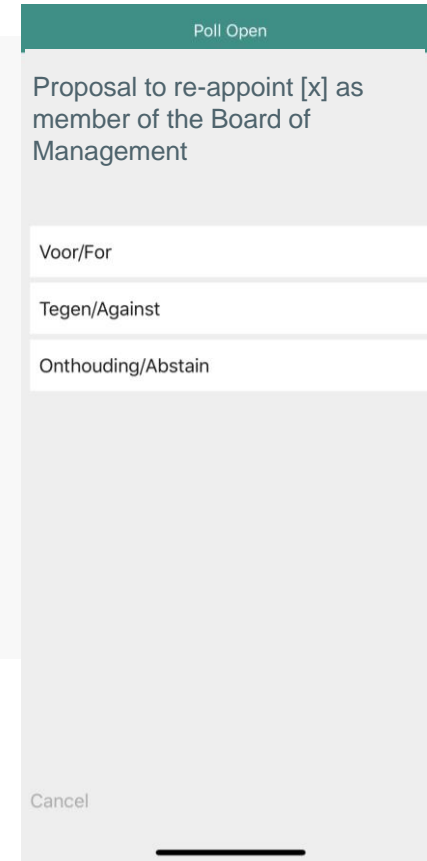 Poll Open
Proposal to re-appoint [x] as
member of the Board of
Management
Voor/For
Tegen/Against
Onthouding/Abstain
Cancel